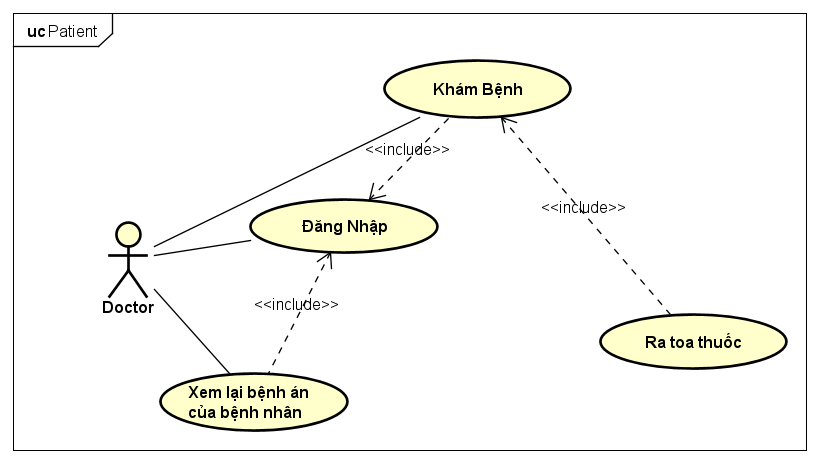 uc Patient
Khám Bệnh
<<include>>
<<include>>
Đăng Nhập
Doctor
<<include>>
Ra toa thuốc
Xem lại bệnh án
của bệnh nhân